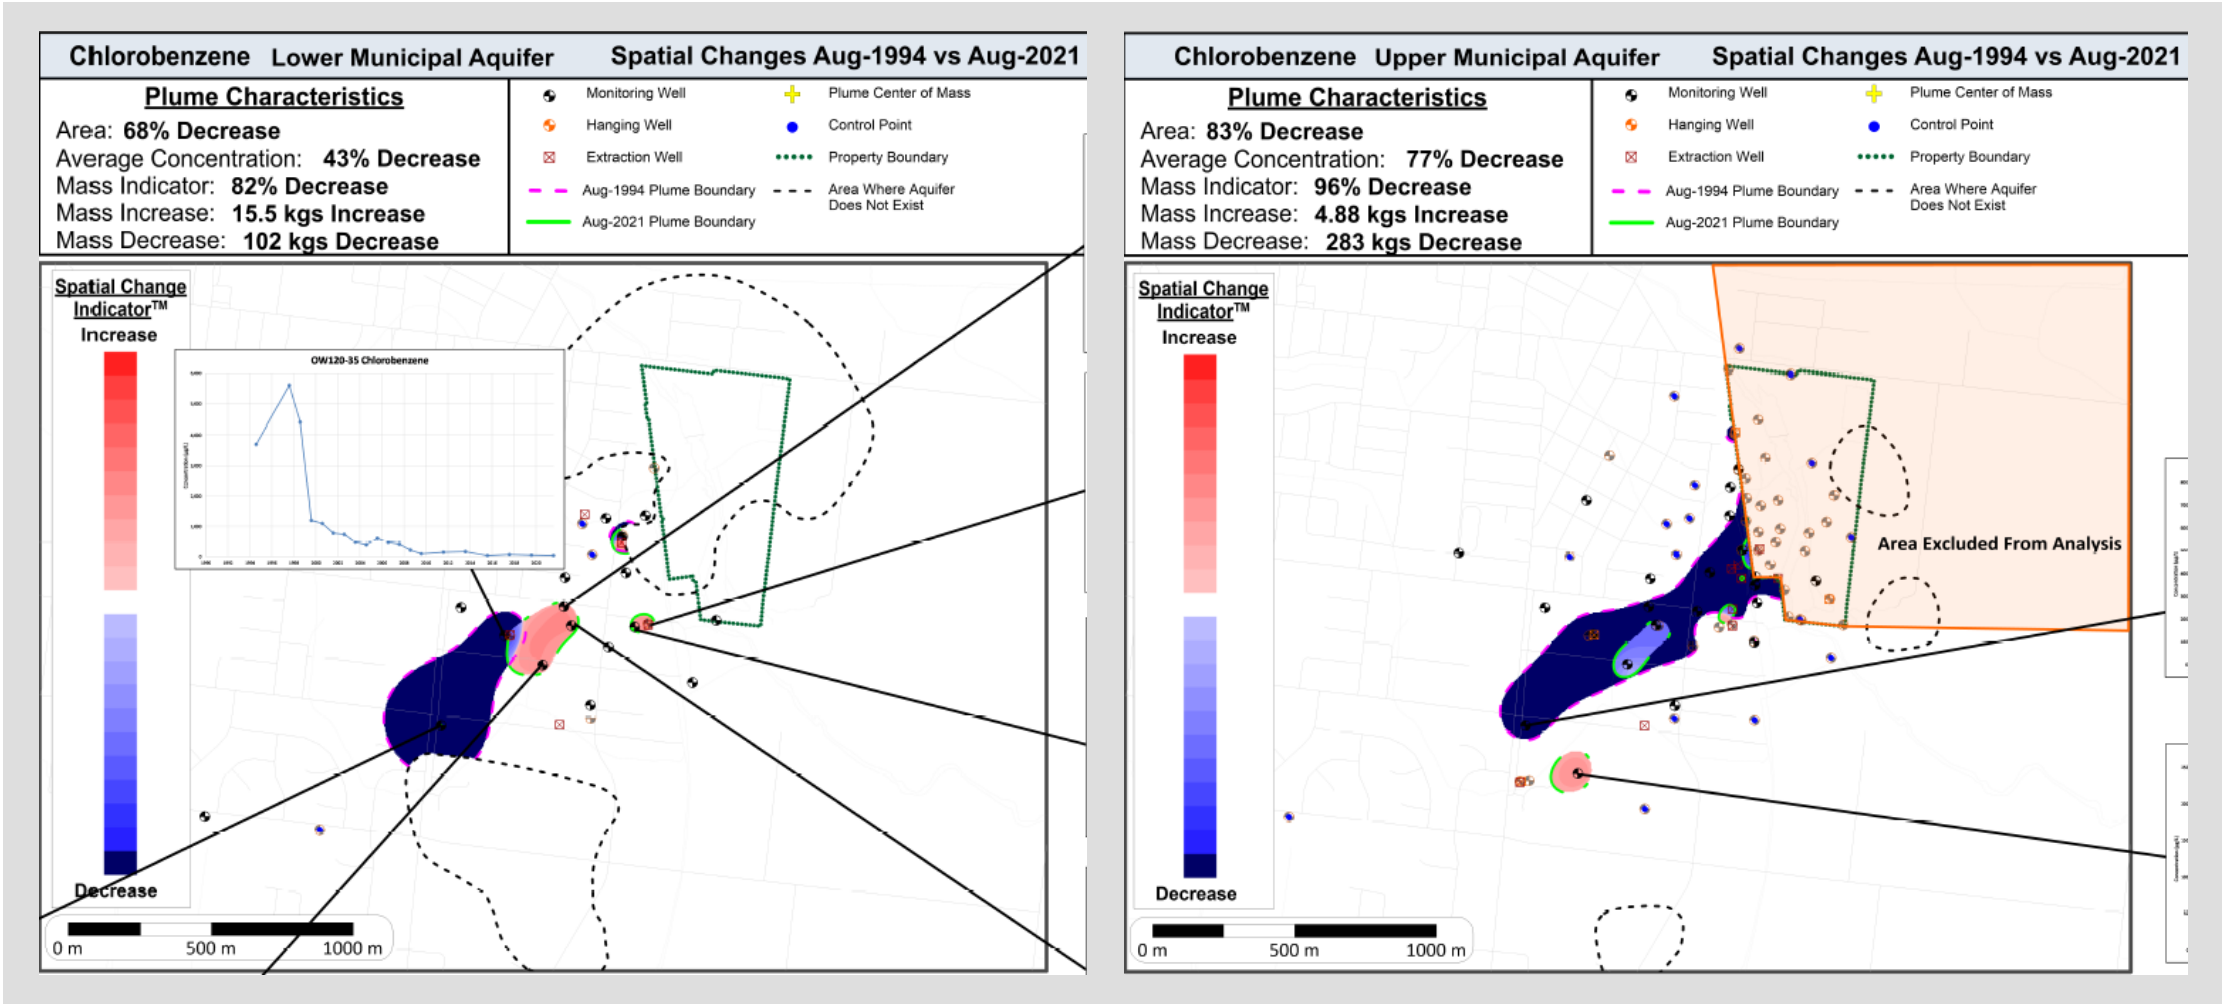 Chlorobenzene Lower Municipal Aquifer Spatial Changes Aug-1994 vs Aug-2021
Plume Characteristics
Area: 68% Decrease
Average Concentration: 43% Decrease
Mass Indicator: 82% Decrease
Mass Increase: 15.5 kgs Increase
Mass Decrease: 102 kgs Decrease
Monitoring Well
Hanging Well
Extraction Well
Aug-1994 Plume Boundary
Aug-2021 Plume Boundary
Plume Center of Mass
Control Point
Property Boundary
Area Where Aquifer
Does Not Exist
Spatial Change
Indicator™
Increase
Decrease
OW120-35 Chlorobenzene
0 m 500 m 1000 m
Chlorobenzene Upper Municipal Aquifer Spatial Changes Aug-1994 vs Aug-2021
Plume Characteristics
Area: 83% Decrease
Average Concentration: 77% Decrease
Mass Indicator: 96% Decrease
Mass Increase: 4.88 kgs Increase
Mass Decrease: 283 kgs Decrease
Monitoring Well
Hanging Well
Extraction Well
Aug-1994 Plume Boundary
Aug-2021 Plume Boundary
Plume Center of Mass
Control Point
Property Boundary
Area Where Aquifer
Does Not Exist
Spatial Change
Indicator™
Increase
Decrease
Area Excluded From Analysis
0 m 500 m 1000 m